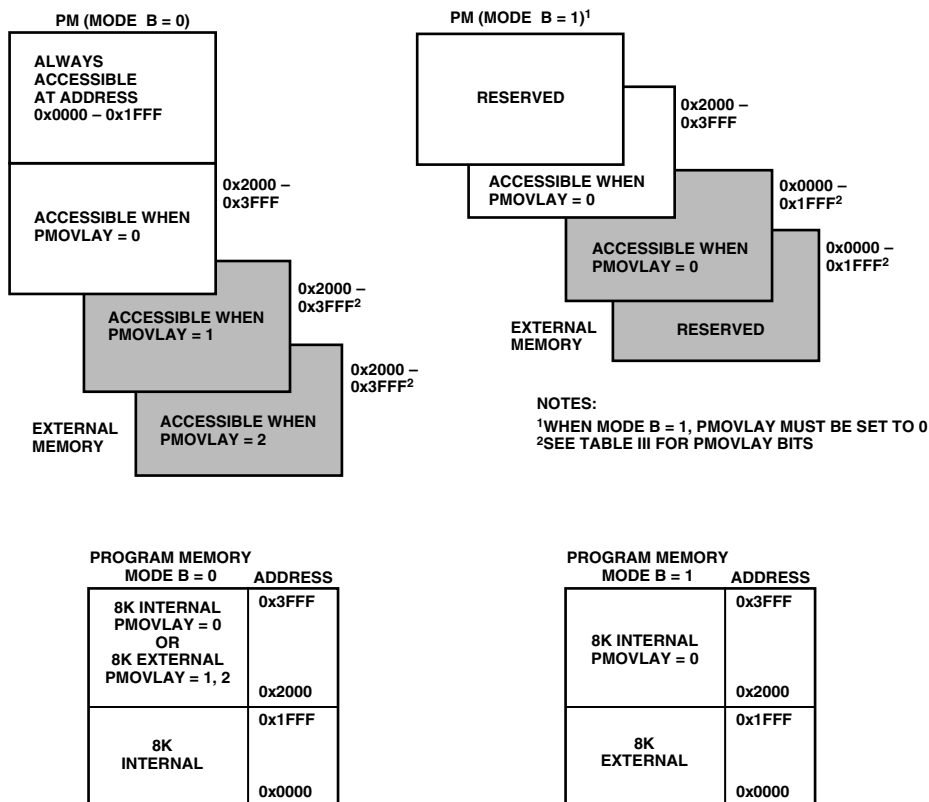 PM (MODE B = 0)
ALWAYS
ACCESSIBLE
AT ADDRESS
0x0000 – 0x1FFF
ACCESSIBLE WHEN
PMOVLAY = 0
0x2000 –
0x3FFF
ACCESSIBLE WHEN
PMOVLAY = 1
0x2000 –
0x3FFF2
ACCESSIBLE WHEN
PMOVLAY = 2
0x2000 –
0x3FFF2
EXTERNAL
MEMORY
PM (MODE B = 1)1
RESERVED
0x2000 –
0x3FFF
ACCESSIBLE WHEN
PMOVLAY = 0
0x0000 –
0x1FFF2
ACCESSIBLE WHEN
PMOVLAY = 0
0x0000 –
0x1FFF2
EXTERNAL
MEMORY
RESERVED
NOTES:
1WHEN MODE B = 1, PMOVLAY MUST BE SET TO 0
2SEE TABLE III FOR PMOVLAY BITS
PROGRAM MEMORY
MODE B = 0 ADDRESS
8K INTERNAL
PMOVLAY = 0
OR
8K EXTERNAL
PMOVLAY = 1, 2
0x3FFF
0x2000
8K
INTERNAL
0x1FFF
0x0000
PROGRAM MEMORY
MODE B = 1 ADDRESS
8K INTERNAL
PMOVLAY = 0
0x3FFF
0x2000
8K
EXTERNAL
0x1FFF
0x0000